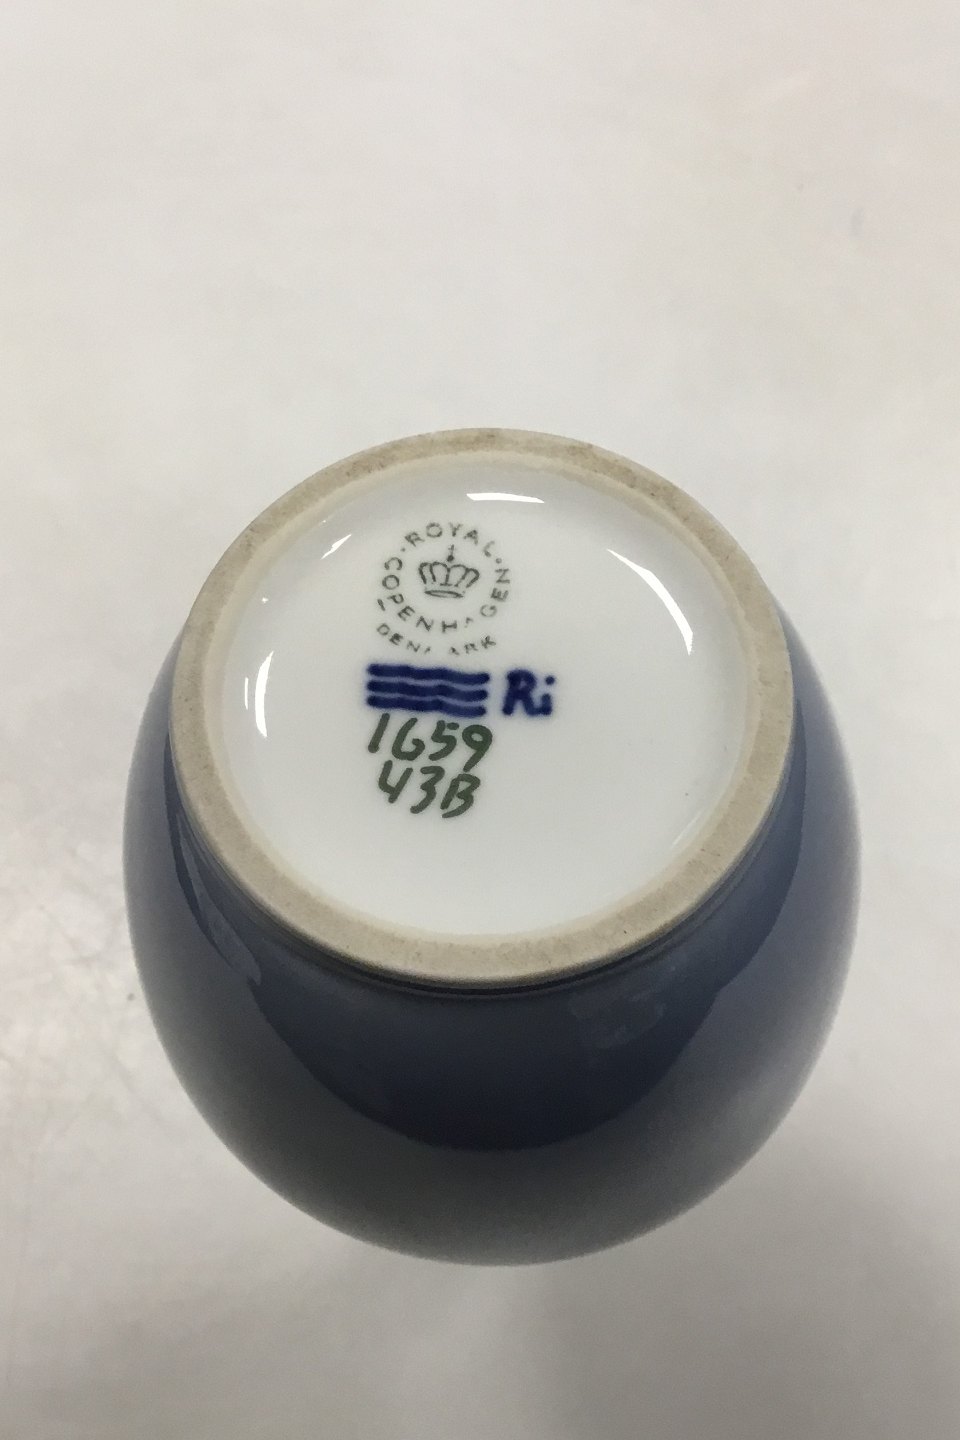 ROYAL
COPENHAGEN
DENMARK
Ri
1659
43B